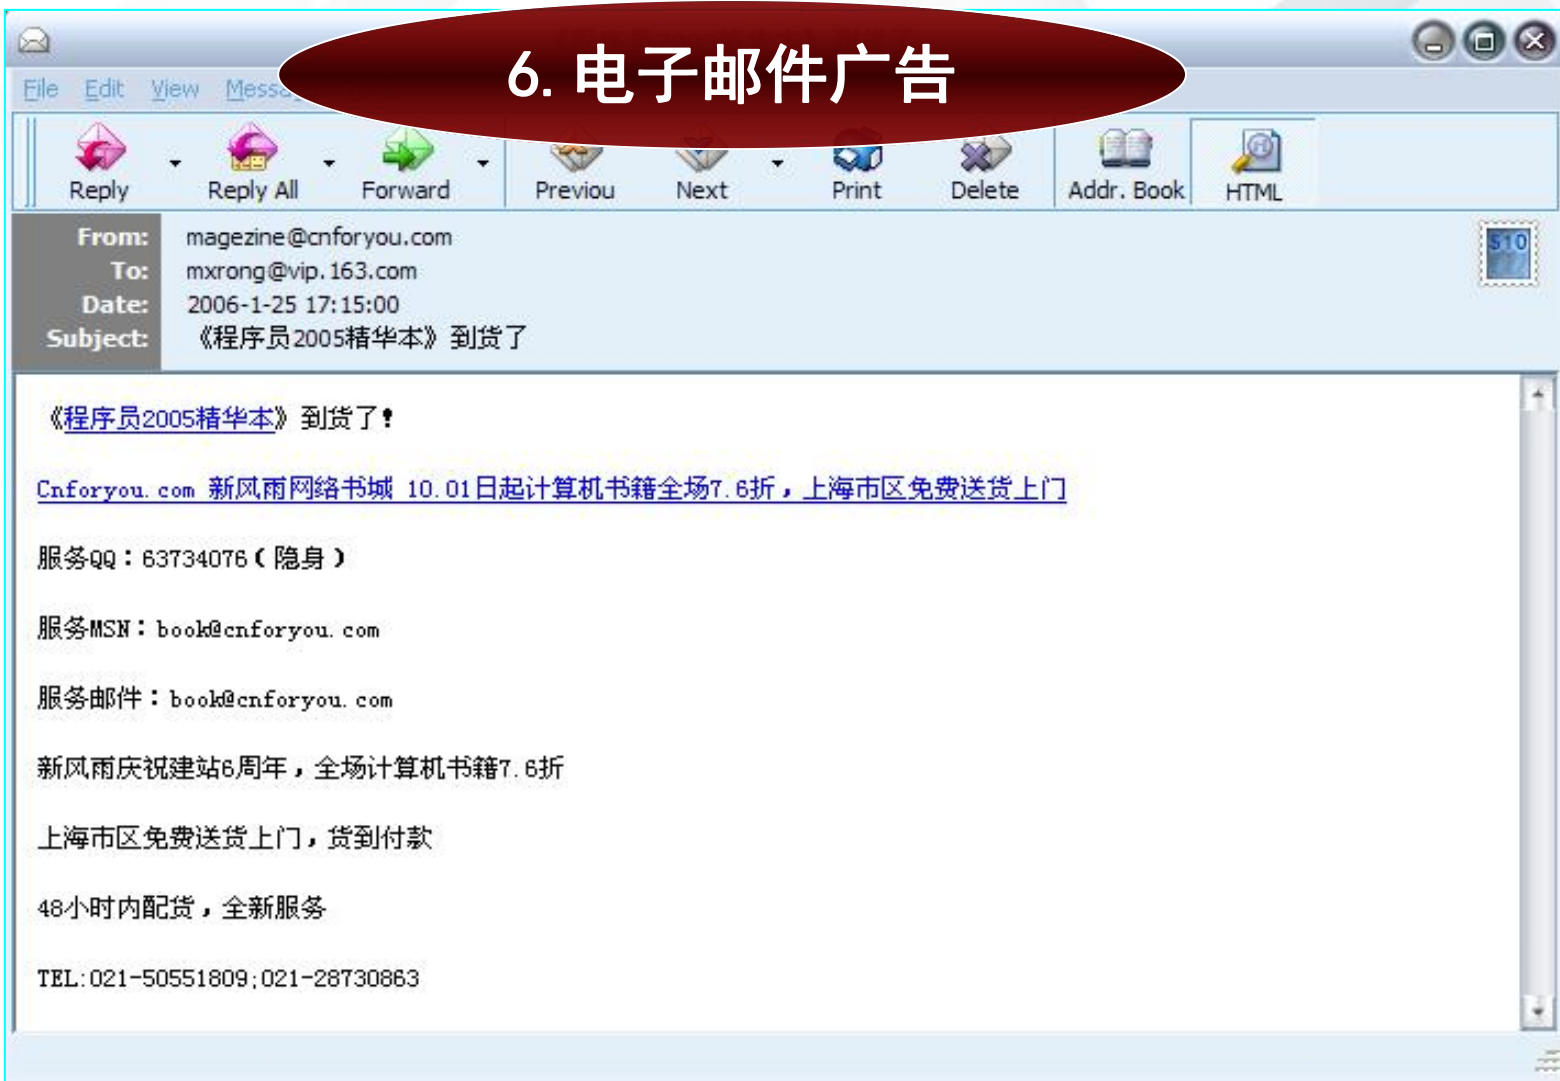 6.电子邮件广告
File Edit View Messa
Reply Reply All Forward Previou Next Print Delete Addr. Book HTML
From: magezine@cnforyou.com
$10
To: mxrong@vip.163.com
Date: 2006-1-25 17:15:00
Subject: 《程序员2005精华本》到货了
《程序员2005精华本》到货了!
Cnforyou.com 新风雨网络书城 10.01日起计算机书籍全场7.6折，上海市区免费送货上门
服务QQ：63734076（隐身）
服务MSN：book@cnforyou.com
服务邮件：book@cnforyou.com
新风雨庆祝建站6周年，全场计算机书籍7.6折
上海市区免费送货上门，货到付款
48小时内配货，全新服务
TEL:021-50551809;021-28730863